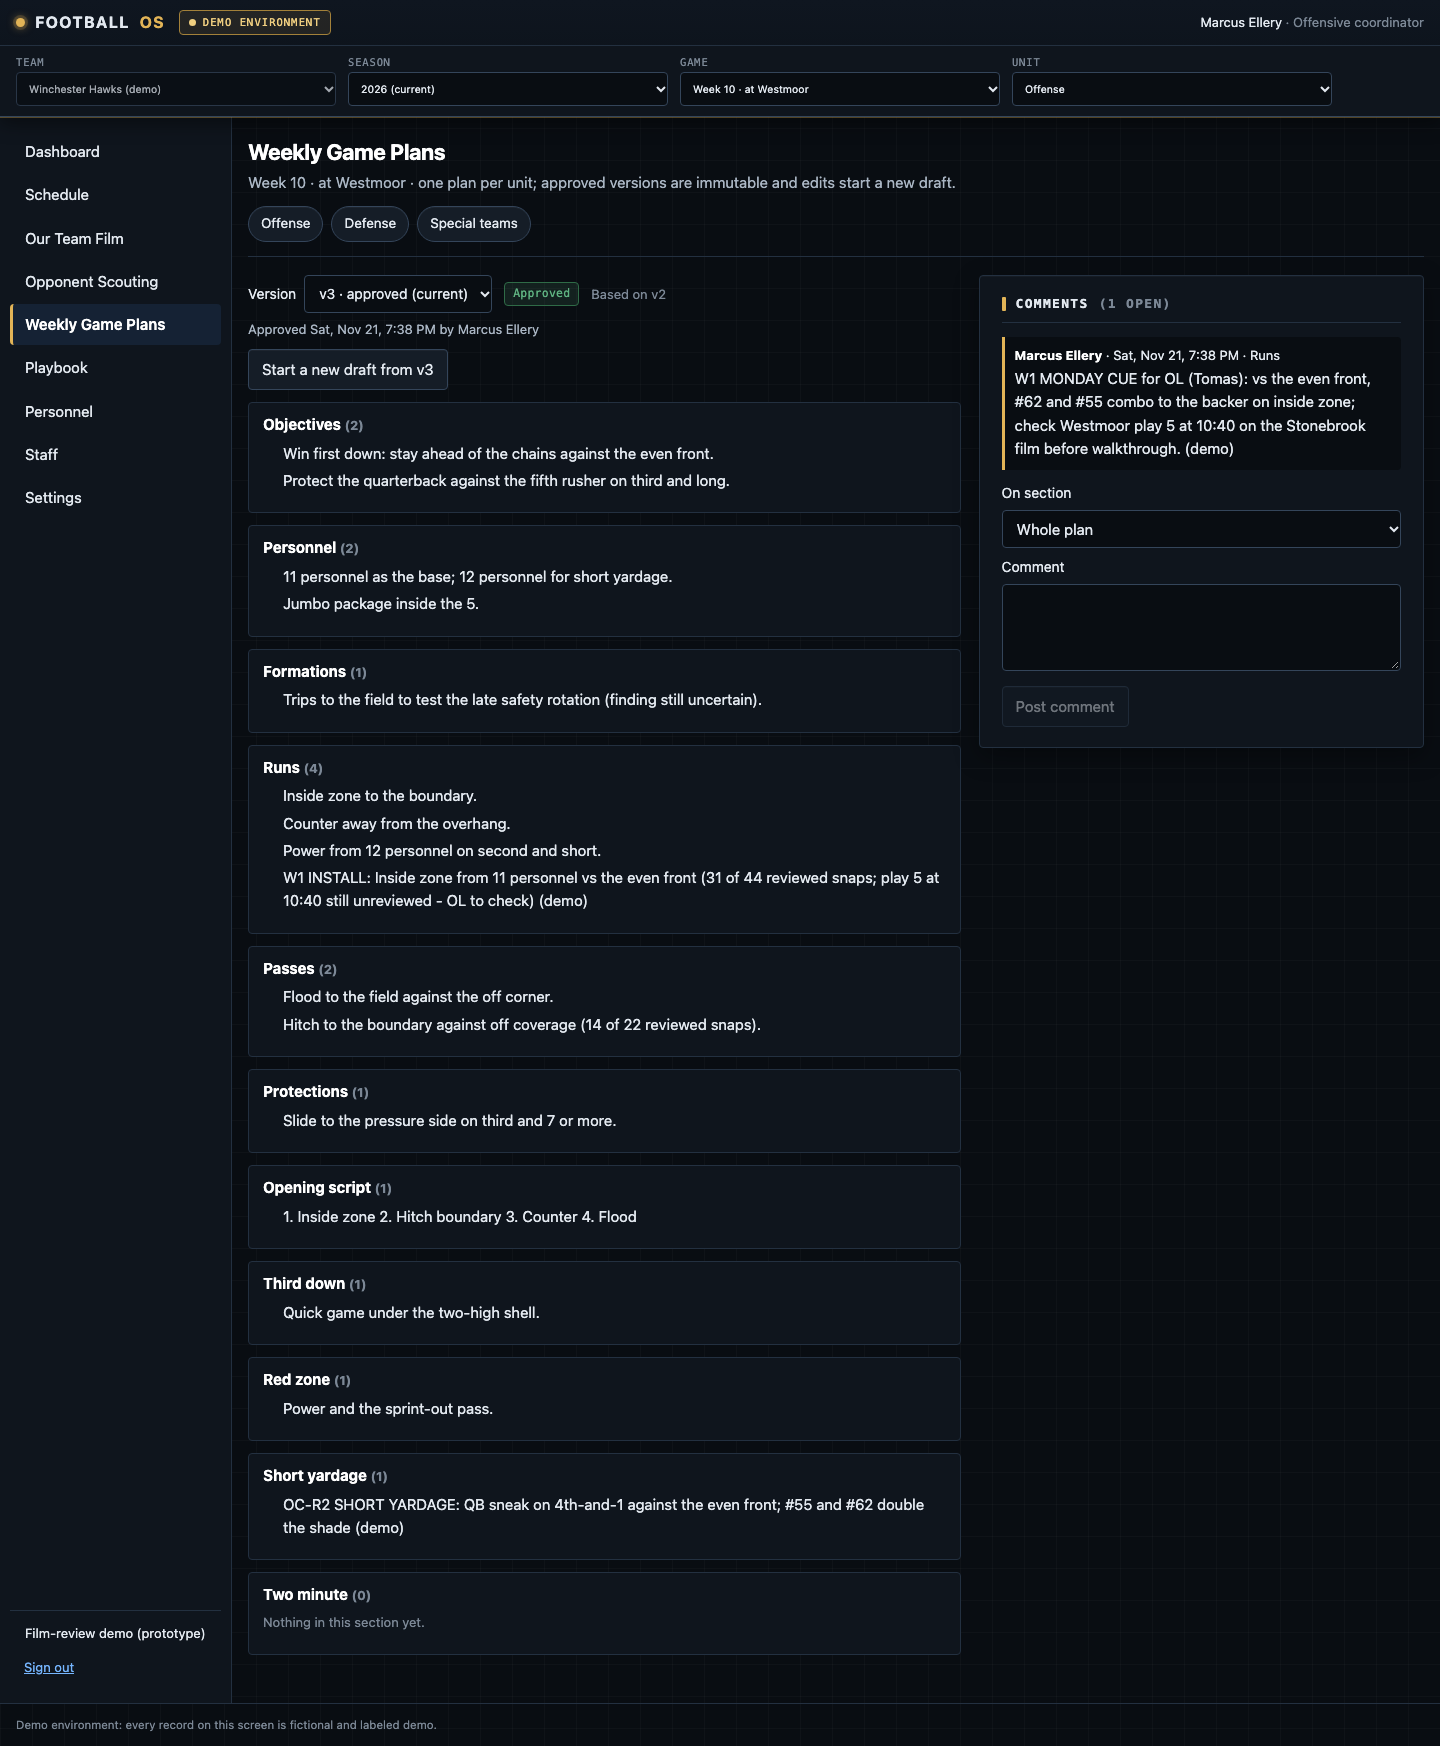 FOOTBALL OS
DEMO ENVIRONMENT
Marcus Ellery · Offensive coordinator
TEAM
Winchester Hawks (demo)
SEASON
2026 (current)
GAME
Week 10 · at Westmoor
UNIT
Offense
Dashboard
Schedule
Our Team Film
Opponent Scouting
Weekly Game Plans
Playbook
Personnel
Staff
Settings
Film-review demo (prototype)
Sign out
Weekly Game Plans
Week 10 · at Westmoor · one plan per unit; approved versions are immutable and edits start a new draft.
Offense
Defense
Special teams
Version
v3 · approved (current)
Approved
Based on v2
Approved Sat, Nov 21, 7:38 PM by Marcus Ellery
Start a new draft from v3
Objectives (2)
Win first down: stay ahead of the chains against the even front.
Protect the quarterback against the fifth rusher on third and long.
Personnel (2)
11 personnel as the base; 12 personnel for short yardage.
Jumbo package inside the 5.
Formations (1)
Trips to the field to test the late safety rotation (finding still uncertain).
Runs (4)
Inside zone to the boundary.
Counter away from the overhang.
Power from 12 personnel on second and short.
W1 INSTALL: Inside zone from 11 personnel vs the even front (31 of 44 reviewed snaps; play 5 at
10:40 still unreviewed - OL to check) (demo)
Passes (2)
Flood to the field against the off corner.
Hitch to the boundary against off coverage (14 of 22 reviewed snaps).
Protections (1)
Slide to the pressure side on third and 7 or more.
Opening script (1)
1. Inside zone 2. Hitch boundary 3. Counter 4. Flood
Third down (1)
Quick game under the two-high shell.
Red zone (1)
Power and the sprint-out pass.
Short yardage (1)
OC-R2 SHORT YARDAGE: QB sneak on 4th-and-1 against the even front; #55 and #62 double
the shade (demo)
Two minute (0)
Nothing in this section yet.
COMMENTS (1 OPEN)
Marcus Ellery · Sat, Nov 21, 7:38 PM · Runs
W1 MONDAY CUE for OL (Tomas): vs the even front,
#62 and #55 combo to the backer on inside zone;
check Westmoor play 5 at 10:40 on the Stonebrook
film before walkthrough. (demo)
On section
Whole plan
Comment
Post comment
Demo environment: every record on this screen is fictional and labeled demo.